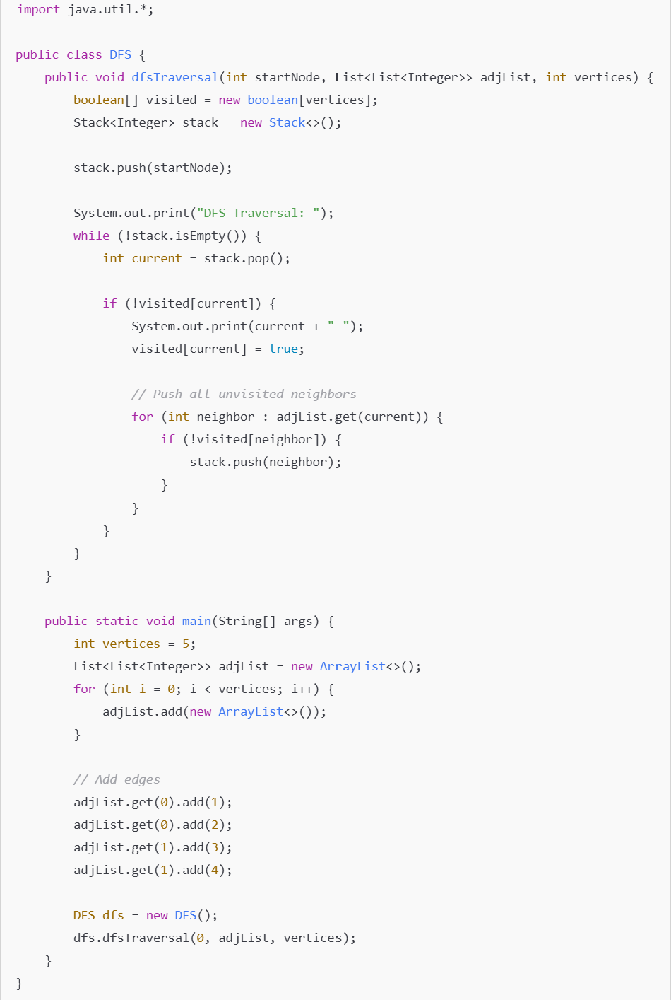 import java.util.*;

public class DFS {
    public void dfsTraversal(int startNode, List<List<Integer>> adjList, int vertices) {
        boolean[] visited = new boolean[vertices];
        Stack<Integer> stack = new Stack<>();

        stack.push(startNode);

        System.out.print("DFS Traversal: ");
        while (!stack.isEmpty()) {
            int current = stack.pop();

            if (!visited[current]) {
                System.out.print(current + " ");
                visited[current] = true;

                // Push all unvisited neighbors
                for (int neighbor : adjList.get(current)) {
                    if (!visited[neighbor]) {
                        stack.push(neighbor);
                    }
                }
            }
        }
    }

    public static void main(String[] args) {
        int vertices = 5;
        List<List<Integer>> adjList = new ArrayList<>();
        for (int i = 0; i < vertices; i++) {
            adjList.add(new ArrayList<>());
        }

        // Add edges
        adjList.get(0).add(1);
        adjList.get(0).add(2);
        adjList.get(1).add(3);
        adjList.get(1).add(4);

        DFS dfs = new DFS();
        dfs.dfsTraversal(0, adjList, vertices);
    }
}